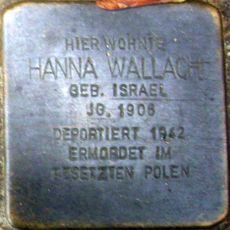 HIER WOHNTE
HANNA WALLACH
GEB. ISRAEL
JG. 1906
DEPORTIERT 1942
ERMORDET IM
BESETZTEN POLEN